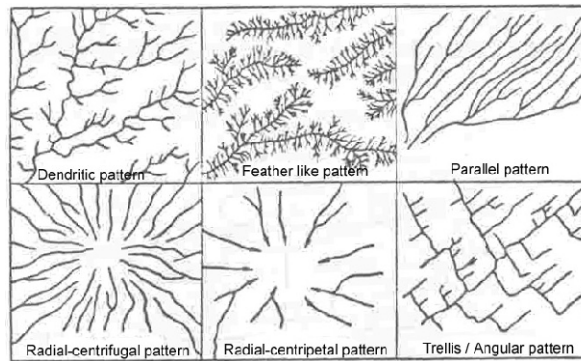 Dendritic pattern
Feather like pattern
Parallel pattern
Radial-centrifugal pattern
Radial-centripetal pattern
Trellis / Angular pattern